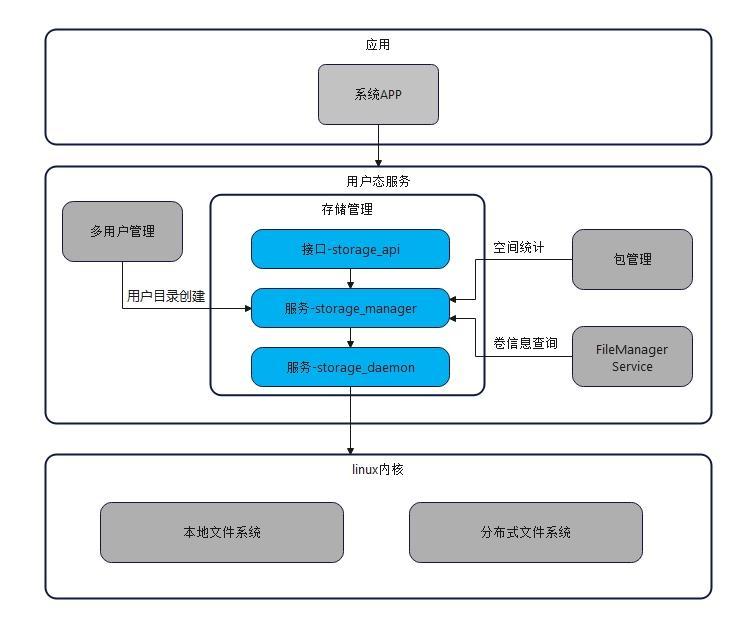 应用
系统APP
用户态服务
存储管理
多用户管理
接口-storage_api
空间统计
包管理
用户目录创建
服务-storage_manager
卷信息查询
FileManager
Service
服务-storage_daemon
linux内核
本地文件系统
分布式文件系统